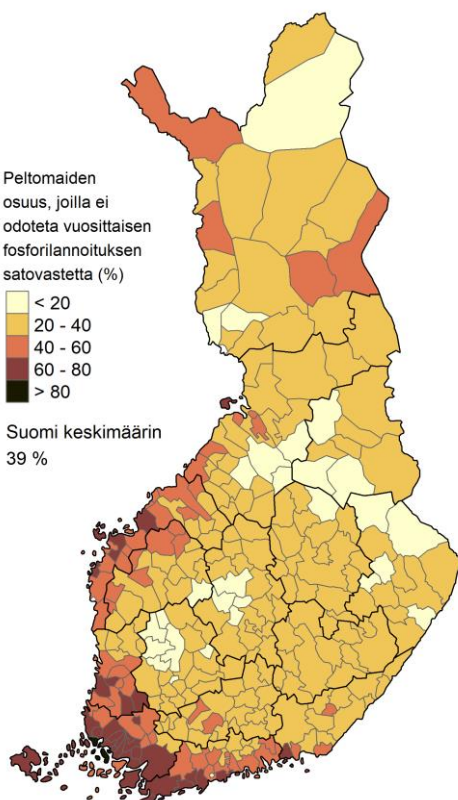 Peltomaiden
osuus, joilla ei
odoteta vuosittaisen
fosforilannoituksen
satovastetta (%)
< 20
20 - 40
40 - 60
60 - 80
> 80
Suomi keskimäärin
39 %